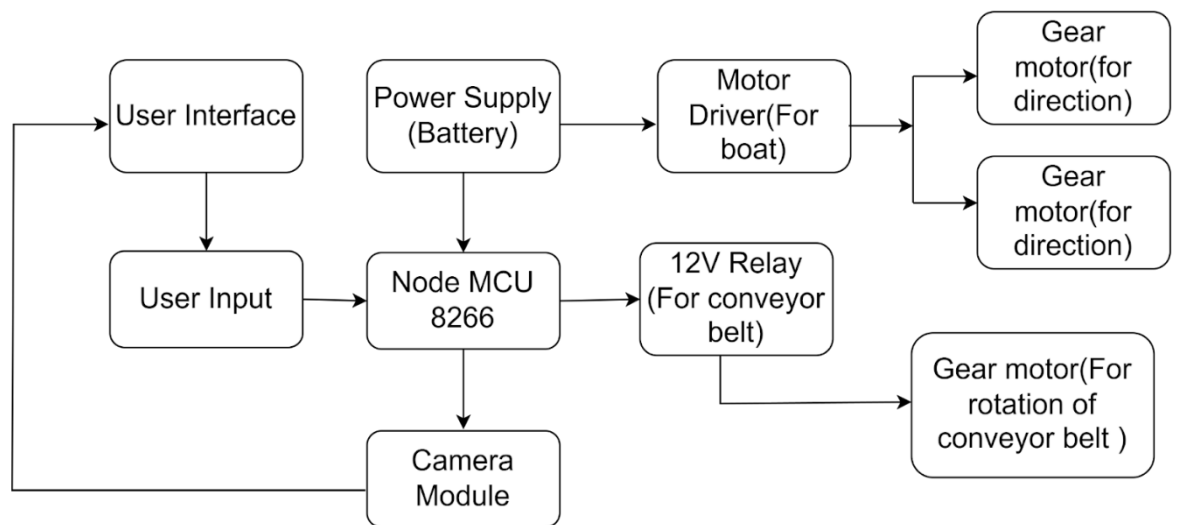 User Interface
Power Supply
(Battery)
Motor
Driver(For
boat)
Gear
motor(for
direction)
Gear
motor(for
direction)
User Input
Node MCU
8266
12V Relay
(For conveyor
belt)
Gear motor(For
rotation of
conveyor belt )
Camera
Module